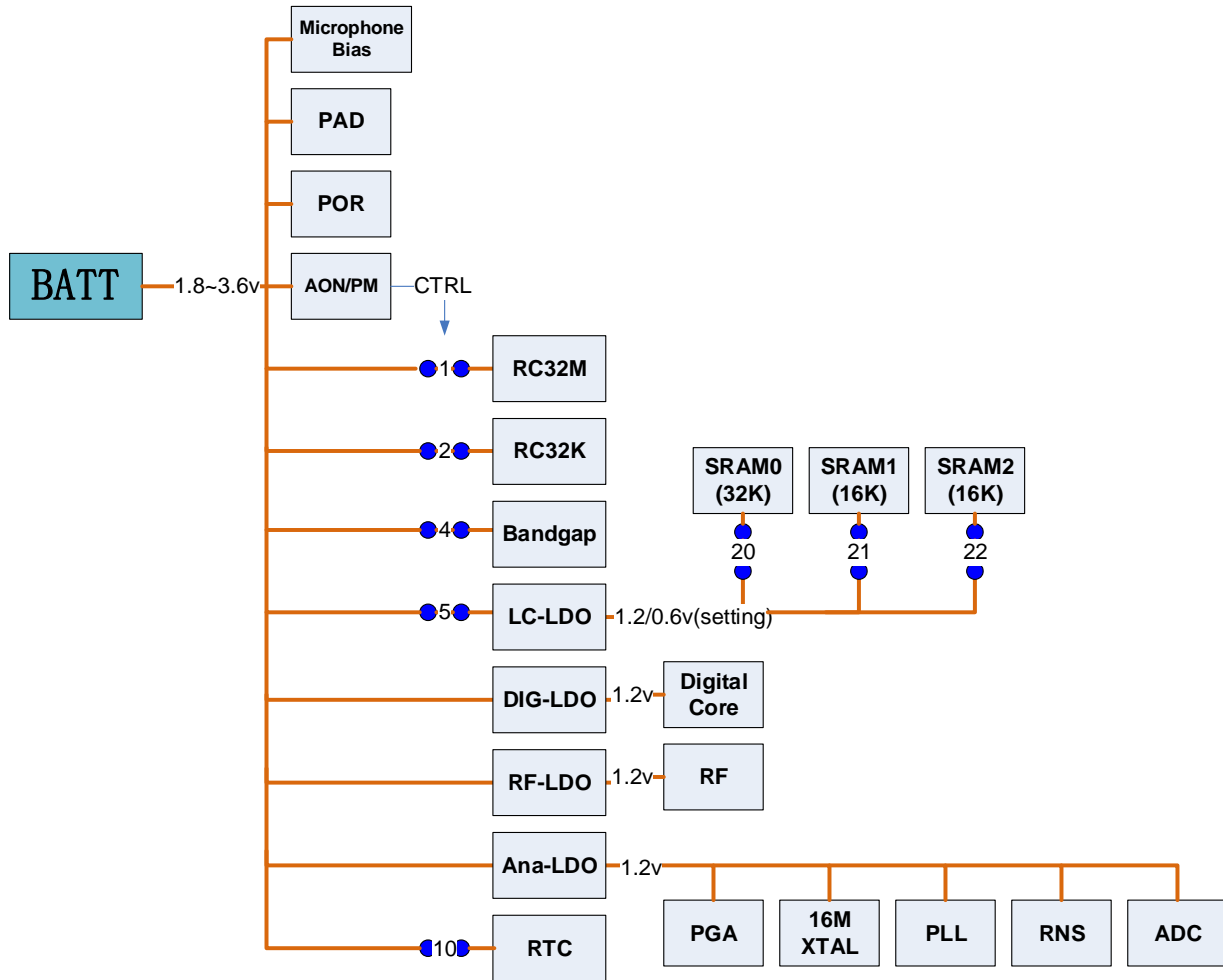 Microphone
Bias
PAD
POR
BATT
1.8~3.6v
AON/PM
CTRL
1
RC32M
2
RC32K
SRAM0
(32K)
SRAM1
(16K)
SRAM2
(16K)
4
Bandgap
20
21
22
5
LC-LDO
1.2/0.6v(setting)
DIG-LDO
1.2v
Digital
Core
RF-LDO
1.2v
RF
Ana-LDO
1.2v
10
RTC
PGA
16M
XTAL
PLL
RNS
ADC